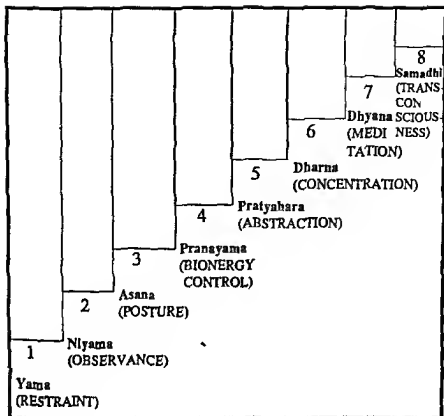 1
Yama
(RESTRAINT)
2
Niyama
(OBSERVANCE)
3
Asana
(POSTURE)
4
Pranayama
(BIONERGY
CONTROL)
5
Pratyahara
(ABSTRACTION)
6
Dharna
(CONCENTRATION)
7
Dhyana
(MEDI
TATION)
8
Samadhi
(TRANS
CON
SCIOUS-
NESS)